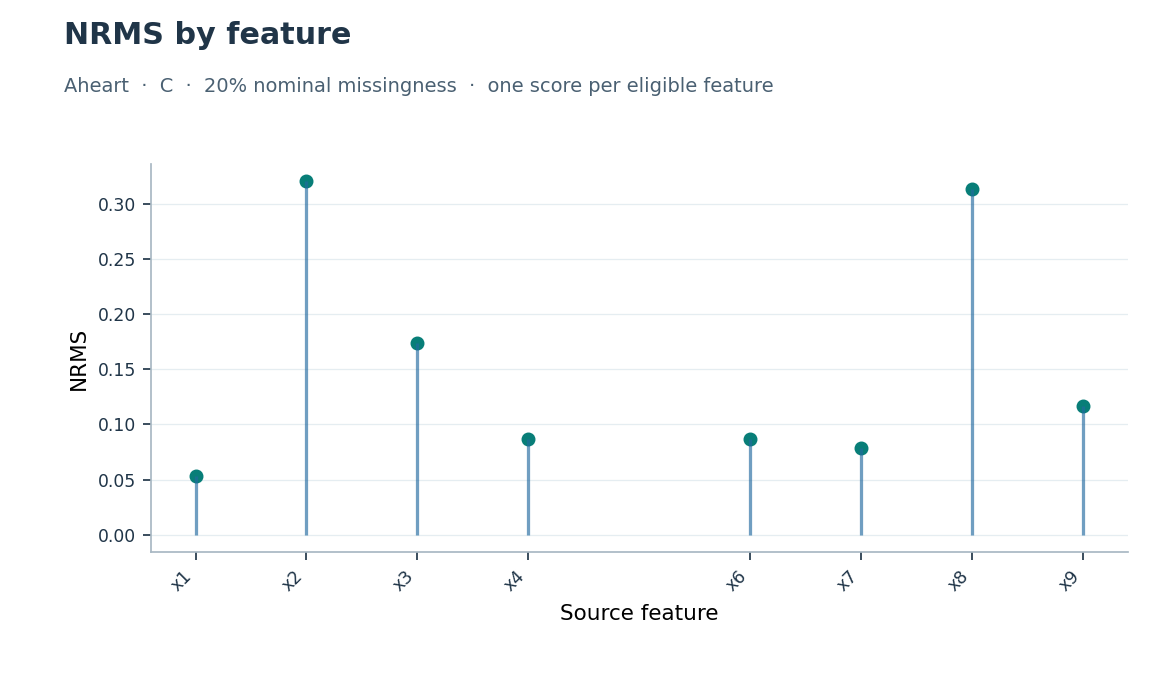 NRMS by feature
Aheart · C · 20% nominal missingness · one score per eligible feature
NRMS
0.30
0.25
0.20
0.15
0.10
0.05
0.00
x1 x2 x3 x4 x6 x7 x8 x9
Source feature